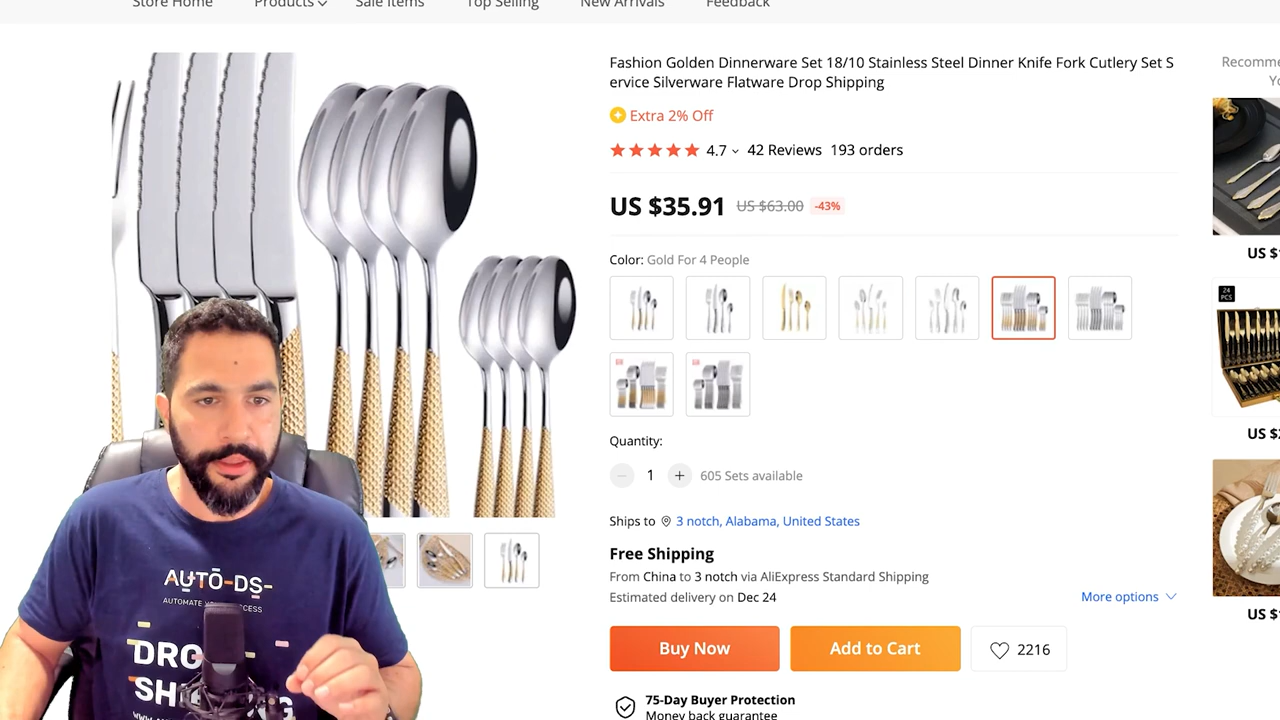 Store Home Products Sale Items Top Selling New Arrivals Feedback
Fashion Golden Dinnerware Set 18/10 Stainless Steel Dinner Knife Fork Cutlery Set S
ervice Silverware Flatware Drop Shipping
Extra 2% Off
4.7 42 Reviews 193 orders
US $35.91 US $63.00 -43%
Color: Gold For 4 People
Quantity:
1 605 Sets available
Ships to 3 notch, Alabama, United States
Free Shipping
From China to 3 notch via AliExpress Standard Shipping
Estimated delivery on Dec 24
More options
Buy Now Add to Cart 2216
75-Day Buyer Protection
Money back guarantee
Recomme
Yo
US $1
24
PCS
US $2
US $1
AUTO-DS-
AUTOMATE